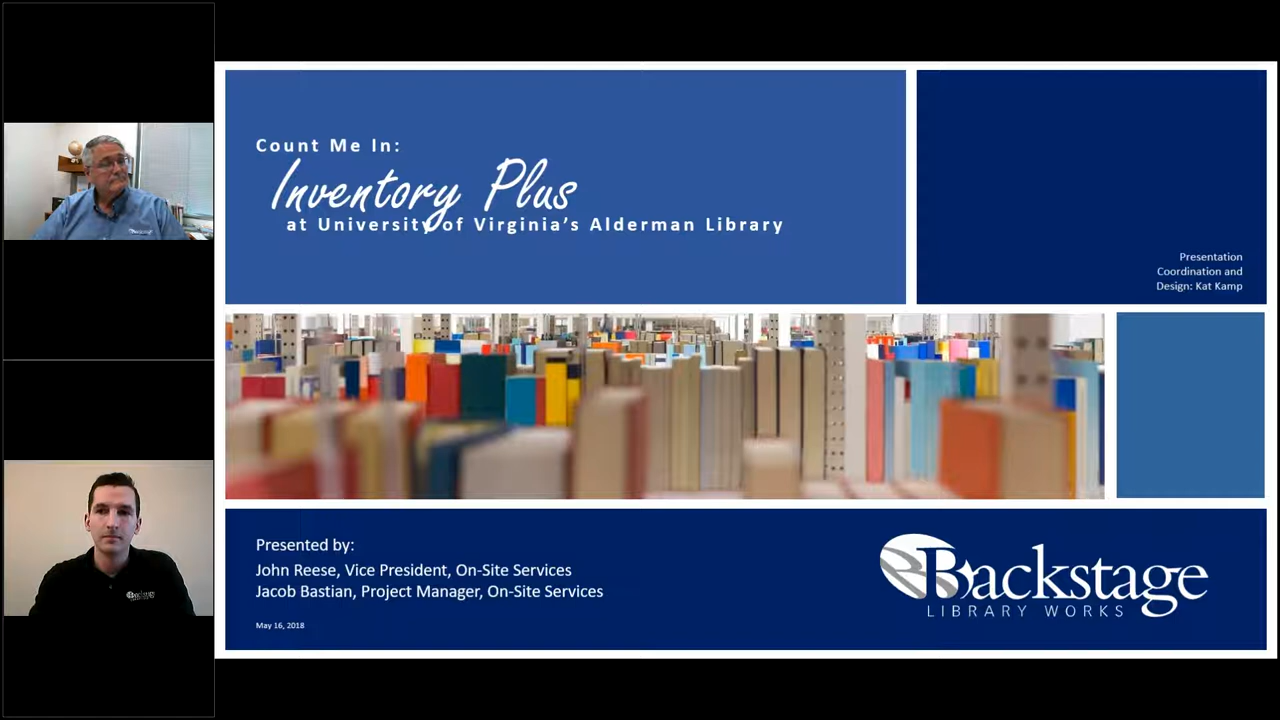 Count Me In:
Inventory Plus
at University of Virginia's Alderman Library
Presentation
Coordination and
Design: Kat Kamp
Presented by:
John Reese, Vice President, On-Site Services
Jacob Bastian, Project Manager, On-Site Services
May 16, 2018
Backstage
LIBRARY WORKS